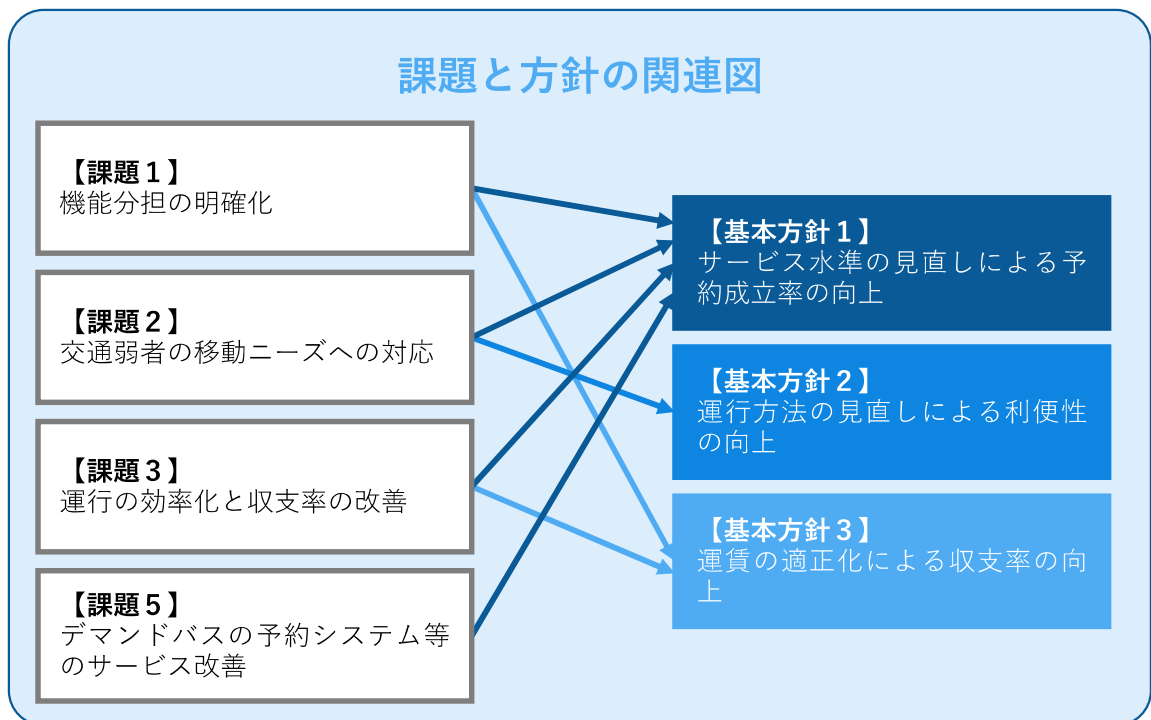 課題と方針の関連図
【課題１】
機能分担の明確化
【課題２】
交通弱者の移動ニーズへの対応
【課題３】
運行の効率化と収支率の改善
【課題５】
デマンドバスの予約システム等
のサービス改善
【基本方針１】
サービス水準の見直しによる予
約成立率の向上
【基本方針２】
運行方法の見直しによる利便性
の向上
【基本方針３】
運賃の適正化による収支率の向
上